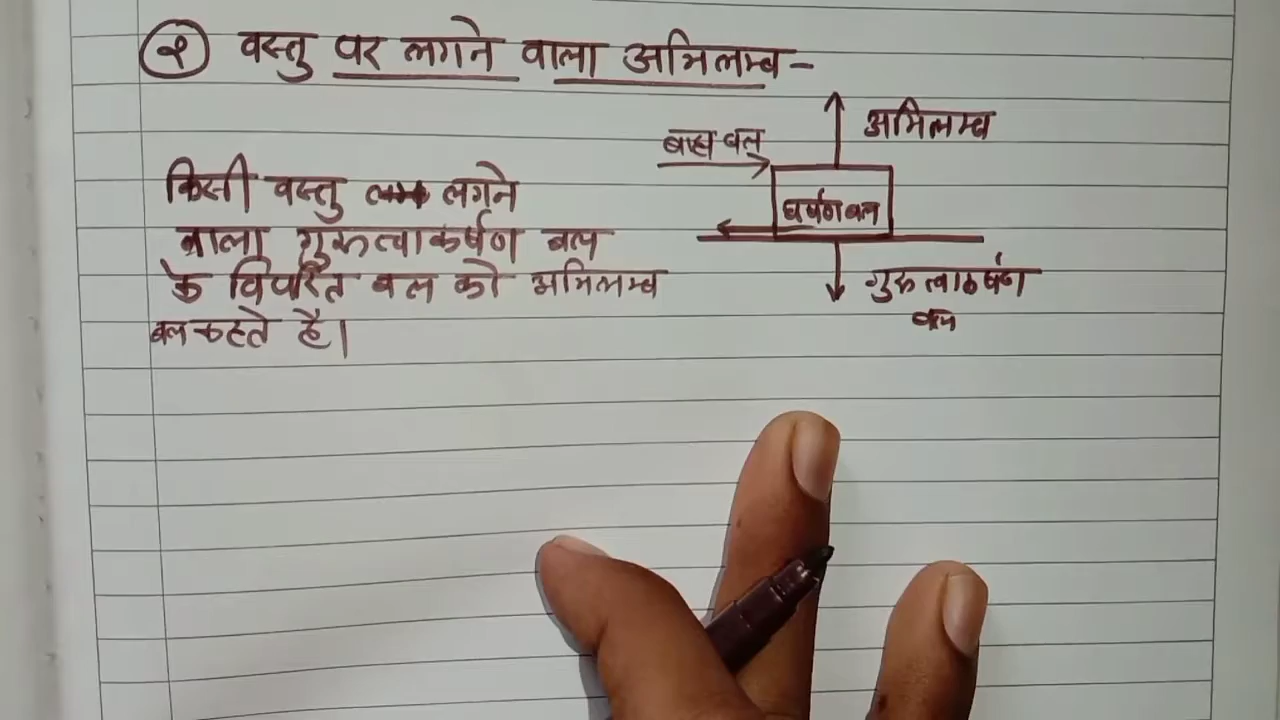 २ वस्तु पर लगने वाला अभिलम्ब -
बाह्य बल
अभिलम्ब
घर्षण बल
गुरुत्वाकर्षण
बल
किसी वस्तु लगने
वाला गुरुत्वाकर्षण बल
के विपरित बल को अभिलम्ब
बल कहते है।